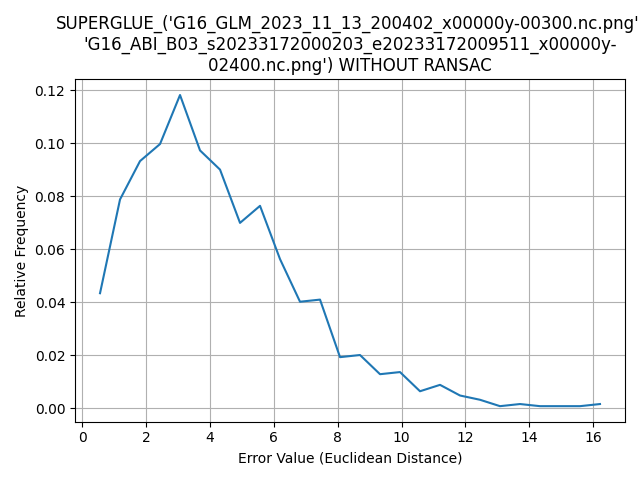 SUPERGLUE_('G16_GLM_2023_11_13_200402_x00000y-00300.nc.png'
'G16_ABI_B03_s20233172000203_e20233172009511_x00000y-
02400.nc.png') WITHOUT RANSAC
0.12
0.10
0.08
0.06
0.04
0.02
0.00
Relative Frequency
0 2 4 6 8 10 12 14 16
Error Value (Euclidean Distance)